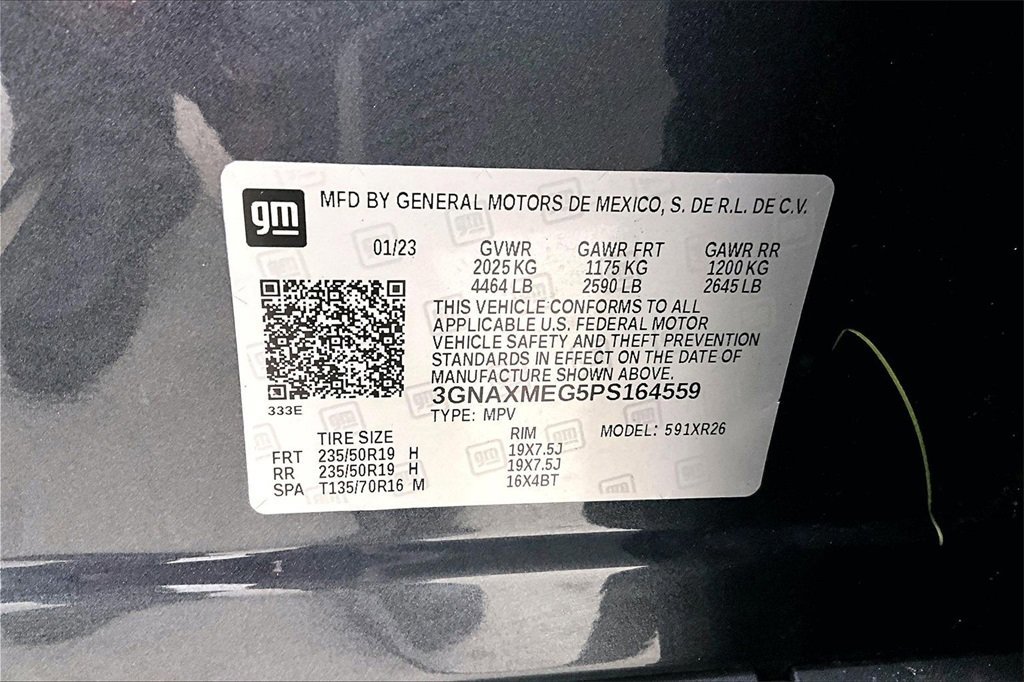 gm MFD BY GENERAL MOTORS DE MEXICO, S. DE R.L. DE C.V.
01/23 GVWR GAWR FRT GAWR RR
2025 KG 1175 KG 1200 KG
4464 LB 2590 LB 2645 LB
THIS VEHICLE CONFORMS TO ALL
APPLICABLE U.S. FEDERAL MOTOR
VEHICLE SAFETY AND THEFT PREVENTION
STANDARDS IN EFFECT ON THE DATE OF
MANUFACTURE SHOWN ABOVE.
3GNAXMEG5PS164559
333E TYPE: MPV MODEL: 591XR26
TIRE SIZE RIM
FRT 235/50R19 H 19X7.5J
RR 235/50R19 H 19X7.5J
SPA T135/70R16 M 16X4BT